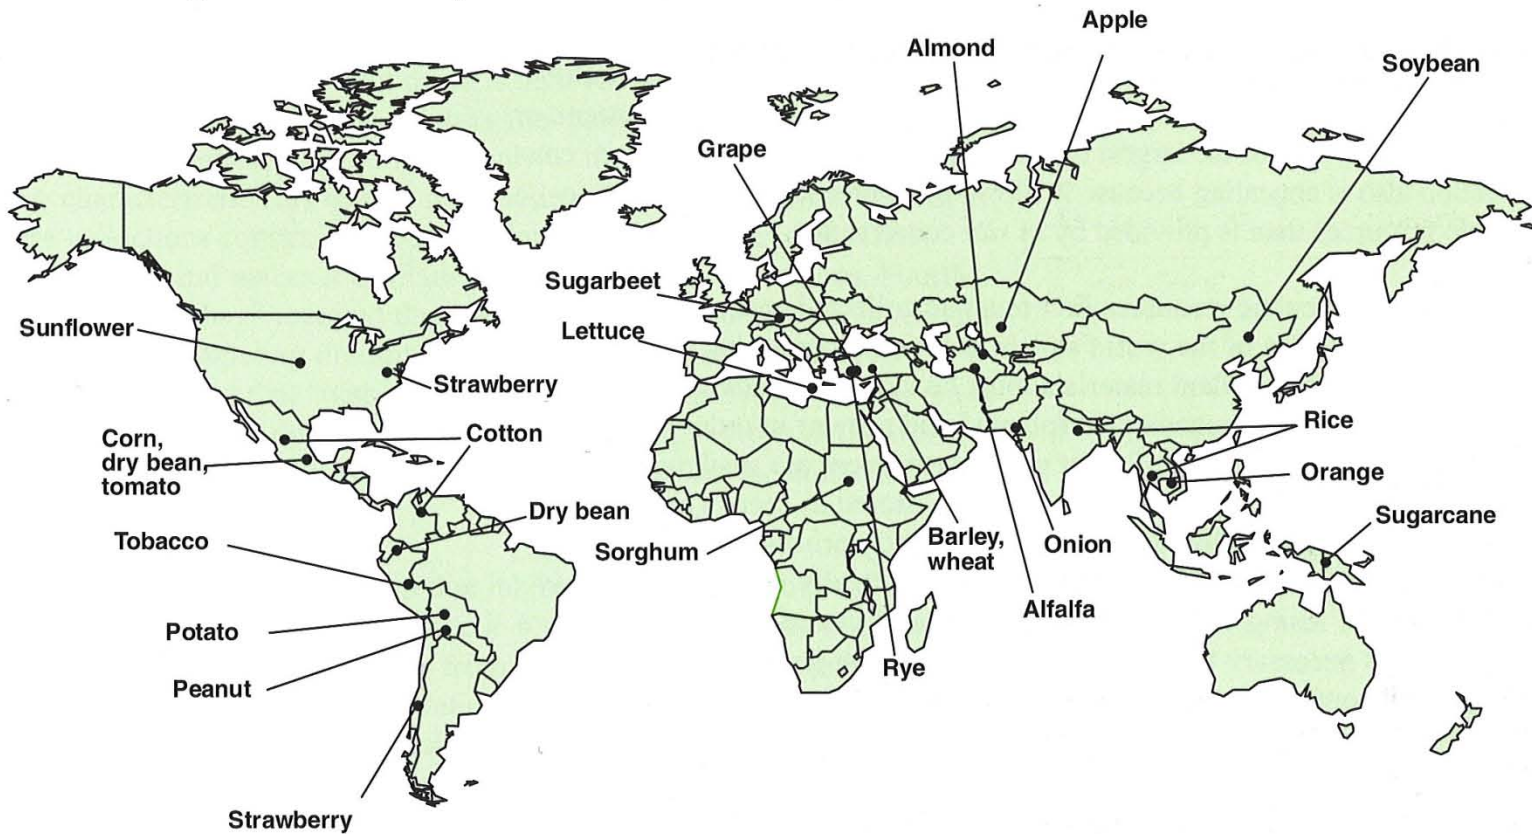 Apple
Almond
Soybean
Grape
Sugarbeet
Lettuce
Sunflower
Strawberry
Cotton
Corn,
dry bean,
tomato
Rice
Orange
Dry bean
Sugarcane
Tobacco
Sorghum
Barley,
wheat
Onion
Alfalfa
Potato
Rye
Peanut
Strawberry